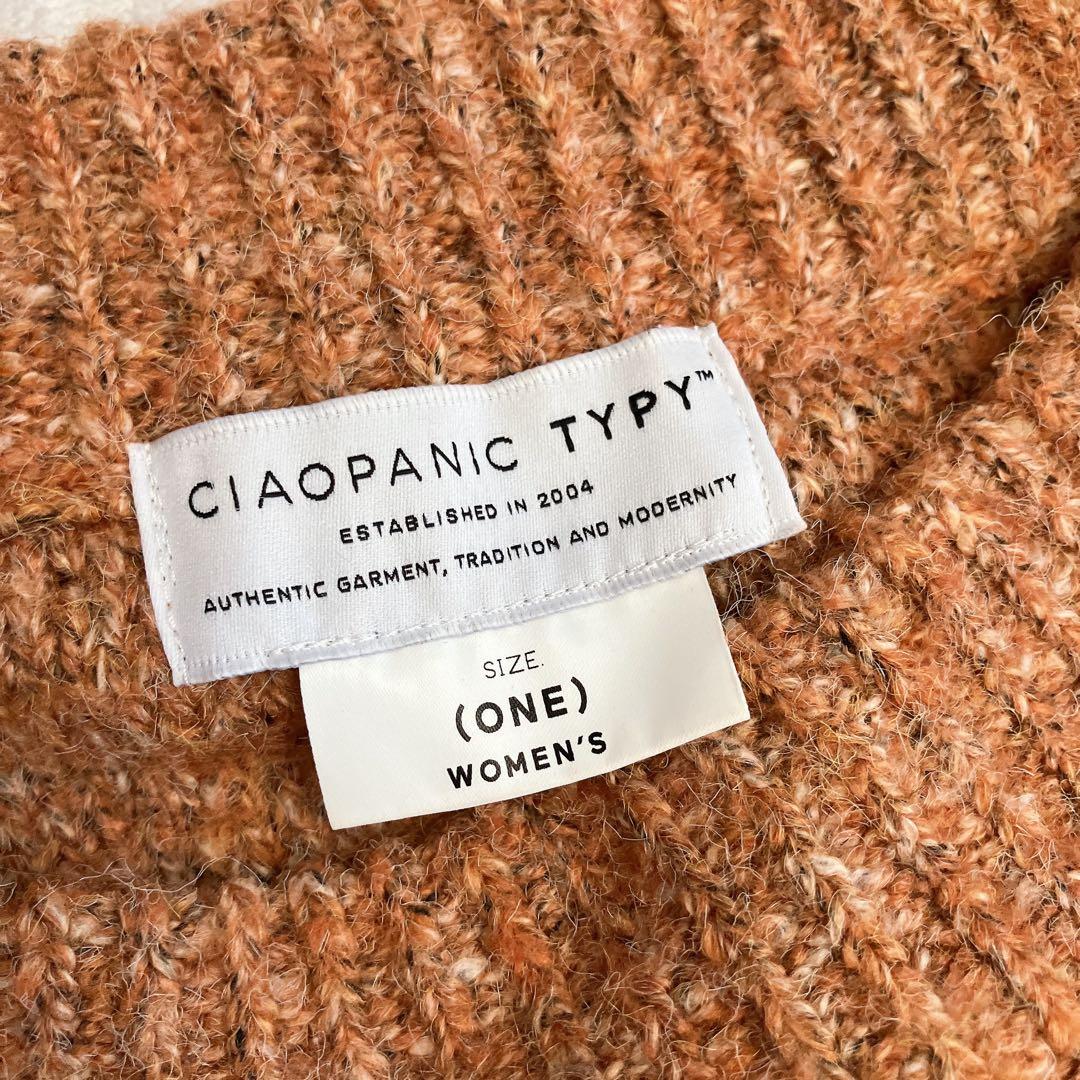 CIAOPANIC TYPY™
ESTABLISHED IN 2004
AUTHENTIC GARMENT, TRADITION AND MODERNITY
SIZE.
(ONE)
WOMEN'S